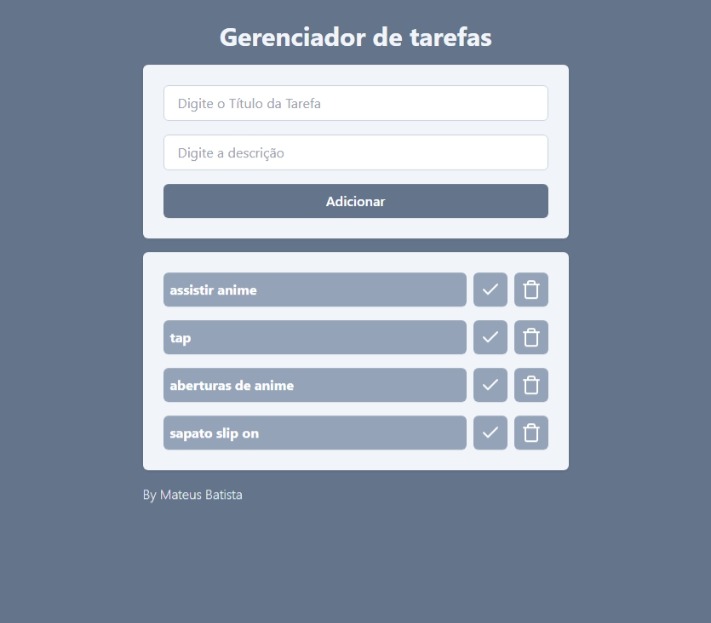 Gerenciador de tarefas
Digite o Título da Tarefa
Digite a descrição
Adicionar
assistir anime
tap
aberturas de anime
sapato slip on
By Mateus Batista